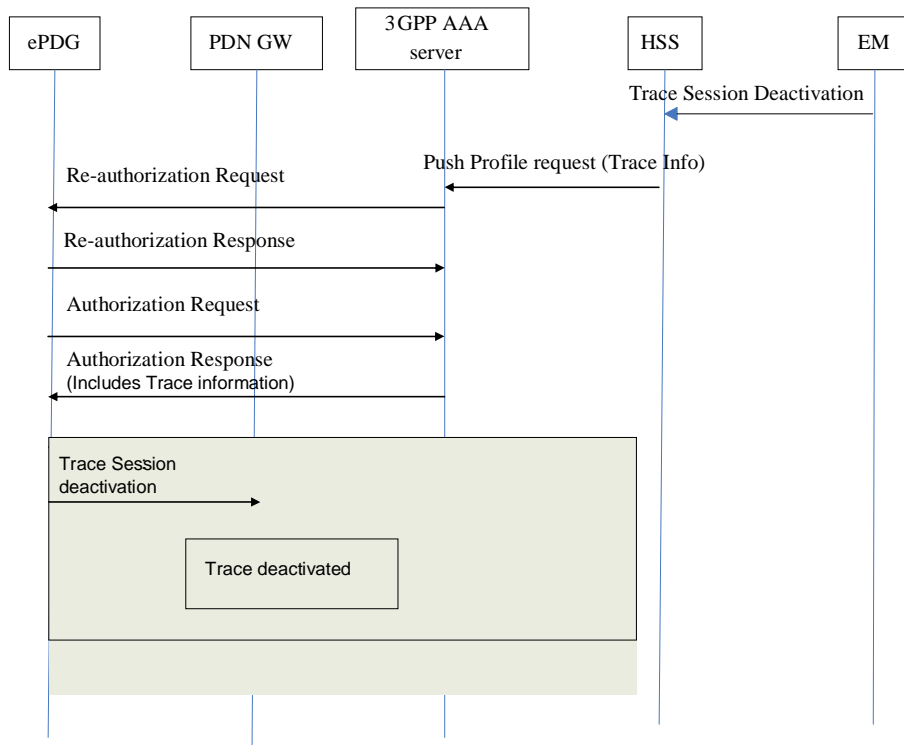 ePDG
PDN GW
3GPP AAA
server
HSS
EM
Trace Session Deactivation
Push Profile request (Trace Info)
Re-authorization Request
Re-authorization Response
Authorization Request
Authorization Response
(Includes Trace information)
Trace Session
deactivation
Trace deactivated